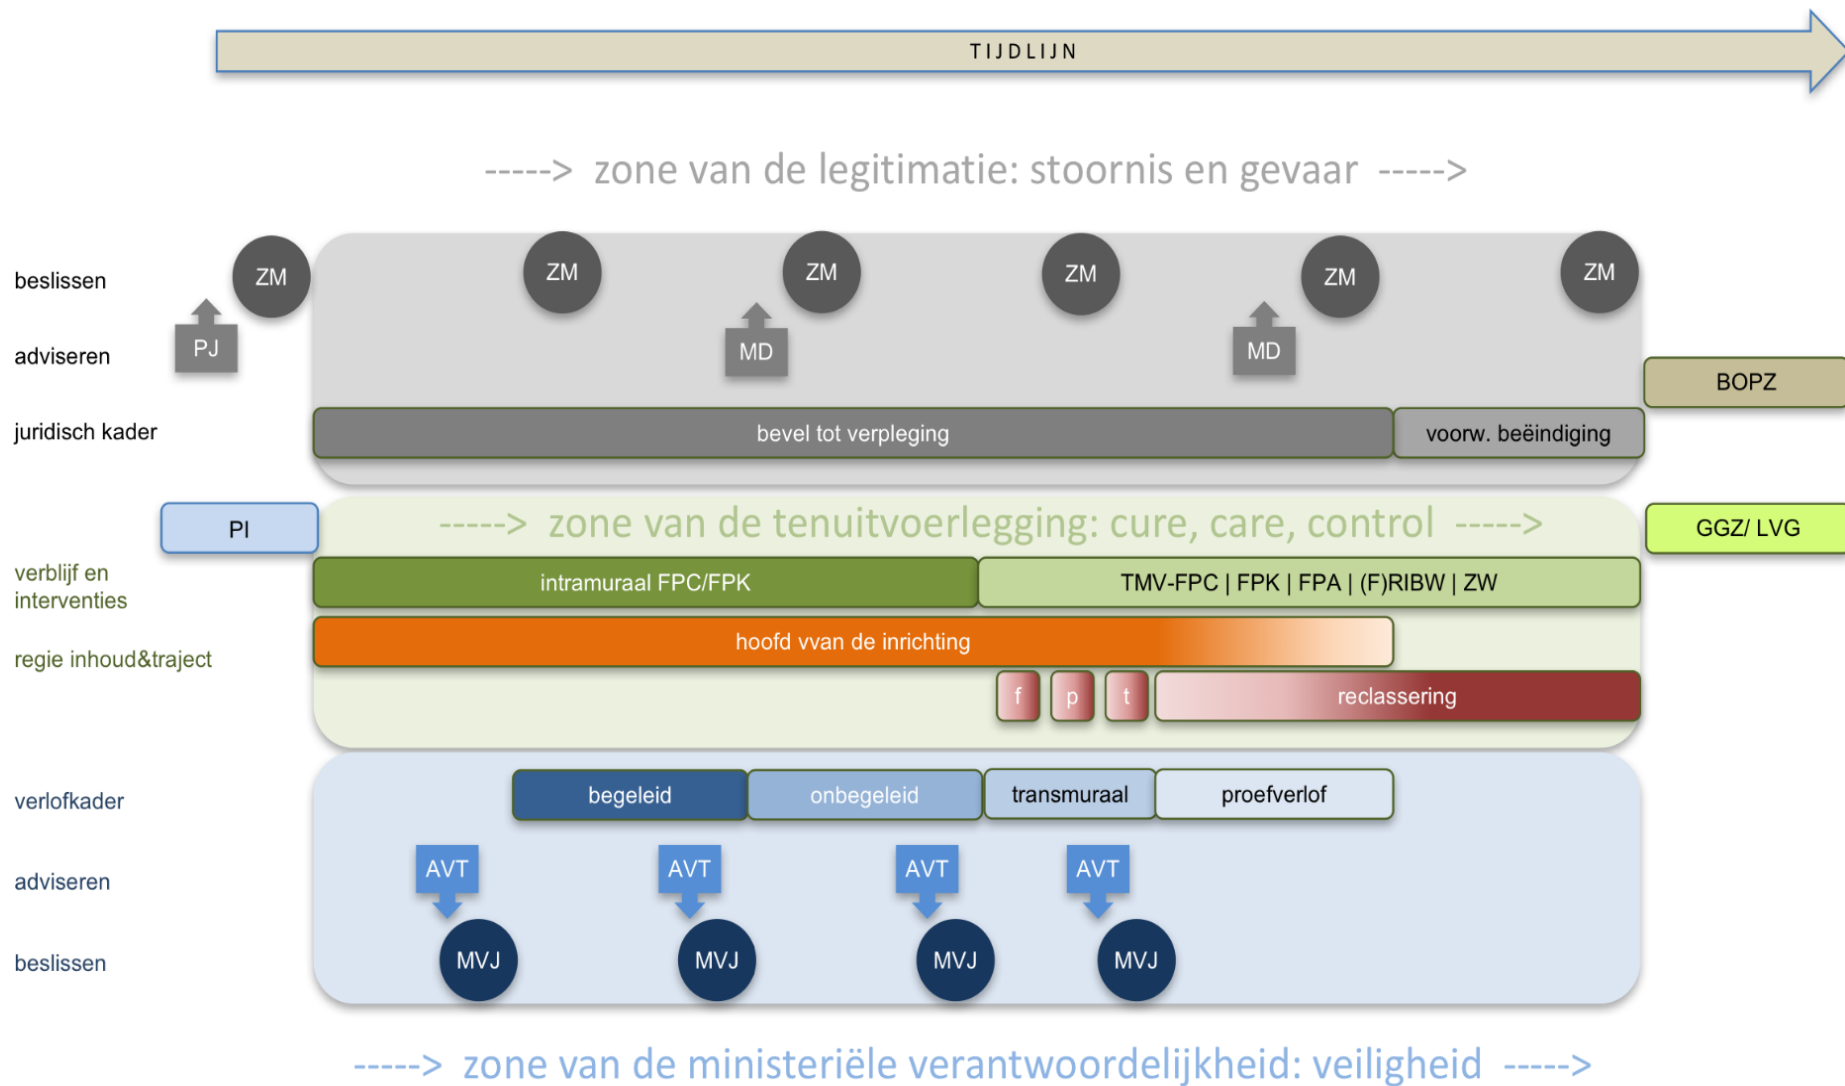 TIJDLIJN
-----> zone van de legitimatie: stoornis en gevaar ----->
beslissen
ZM
ZM
ZM
ZM
ZM
ZM
adviseren
PJ
MD
MD
BOPZ
juridisch kader
bevel tot verpleging
voorw. beëindiging
PI
-----> zone van de tenuitvoerlegging: cure, care, control ----->
GGZ/ LVG
verblijf en
interventies
intramuraal FPC/FPK
TMV-FPC | FPK | FPA | (F)RIBW | ZW
regie inhoud&traject
hoofd vvan de inrichting
f
p
t
reclassering
verlofkader
begeleid
onbegeleid
transmuraal
proefverlof
adviseren
AVT
AVT
AVT
AVT
beslissen
MVJ
MVJ
MVJ
MVJ
-----> zone van de ministeriële verantwoordelijkheid: veiligheid ----->